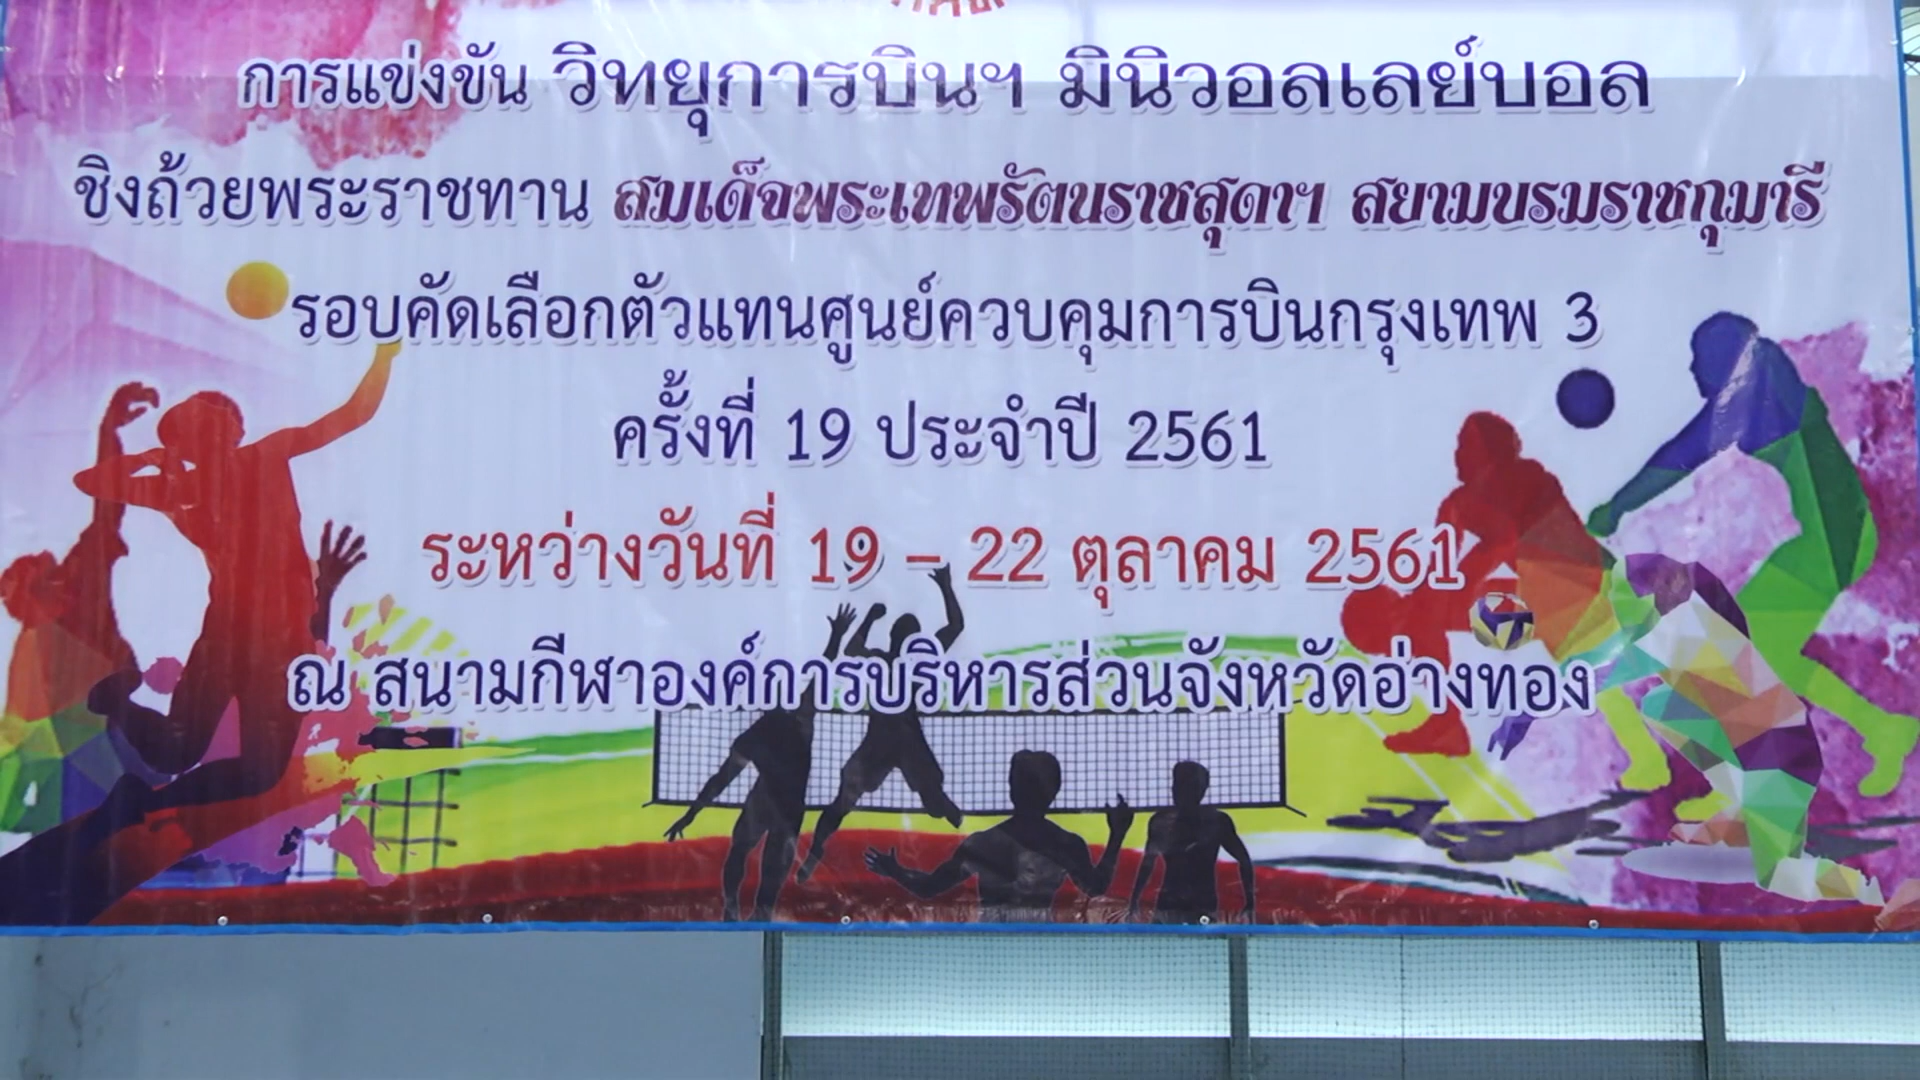 การแข่งขัน วิทยุการบินฯ มินิวอลเลย์บอล
ชิงถ้วยพระราชทาน สมเด็จพระเทพรัตนราชสุดาฯ สยามบรมราชกุมารี
รอบคัดเลือกตัวแทนศูนย์ควบคุมการบินกรุงเทพ 3
ครั้งที่ 19 ประจำปี 2561
ระหว่างวันที่ 19 - 22 ตุลาคม 2561
ณ สนามกีฬาองค์การบริหารส่วนจังหวัดอ่างทอง